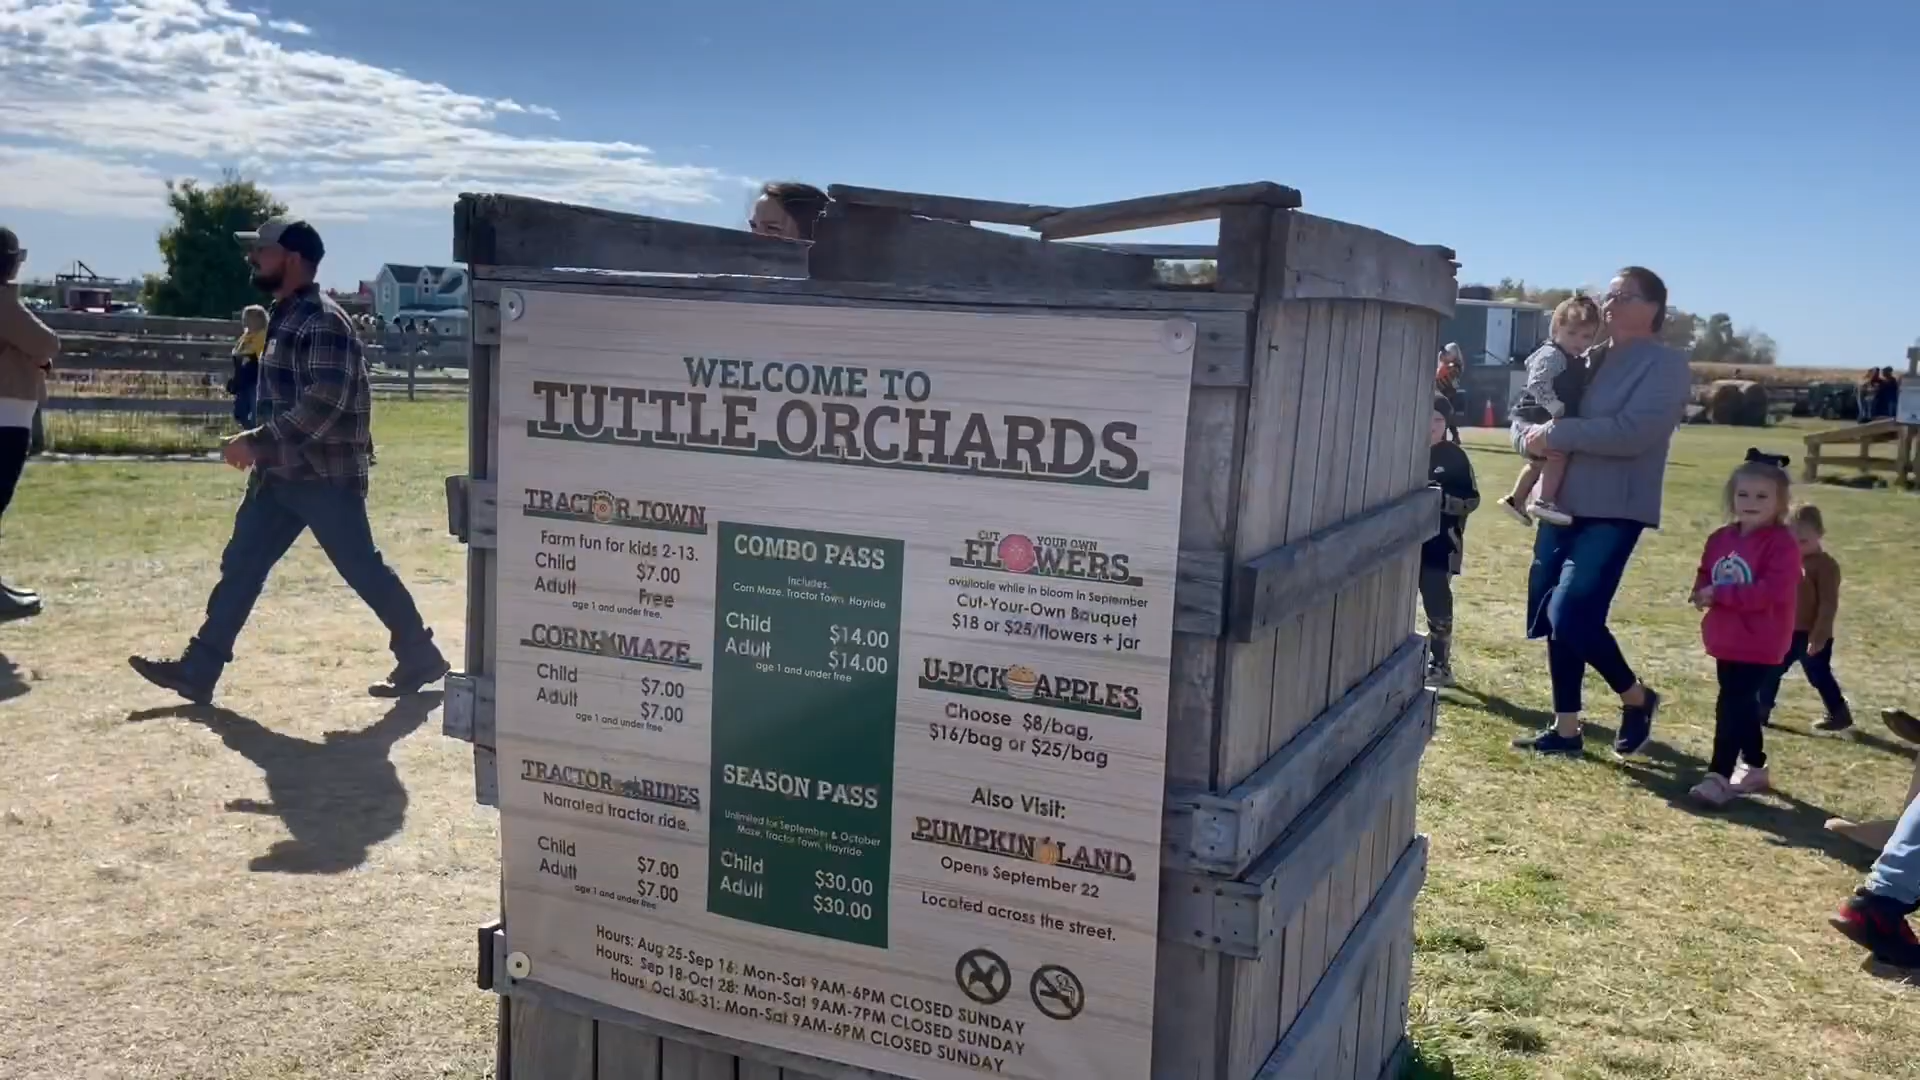 WELCOME TO
TUTTLE ORCHARDS
TRACTOR TOWN
Farm fun for kids 2-13.
Child $7.00
Adult Free
age 1 and under free.
CORN MAZE
Child $7.00
Adult $7.00
age 1 and under free
TRACTOR RIDES
Narrated tractor ride.
Child $7.00
Adult $7.00
age 1 and under free
COMBO PASS
Includes,
Corn Maze, Tractor Town, Hayride
Child $14.00
Adult $14.00
age 1 and under free
SEASON PASS
Unlimited for September & October
Maze, Tractor Town, Hayride.
Child $30.00
Adult $30.00
CUT YOUR OWN
FLOWERS
available while in bloom in September
Cut-Your-Own Bouquet
$18 or $25/flowers + jar
U-PICK APPLES
Choose $8/bag,
$16/bag or $25/bag
Also Visit:
PUMPKIN LAND
Opens September 22
Located across the street.
Hours: Aug 25-Sep 16: Mon-Sat 9AM-6PM CLOSED SUNDAY
Hours: Sep 18-Oct 28: Mon-Sat 9AM-7PM CLOSED SUNDAY
Hours: Oct 30-31: Mon-Sat 9AM-6PM CLOSED SUNDAY